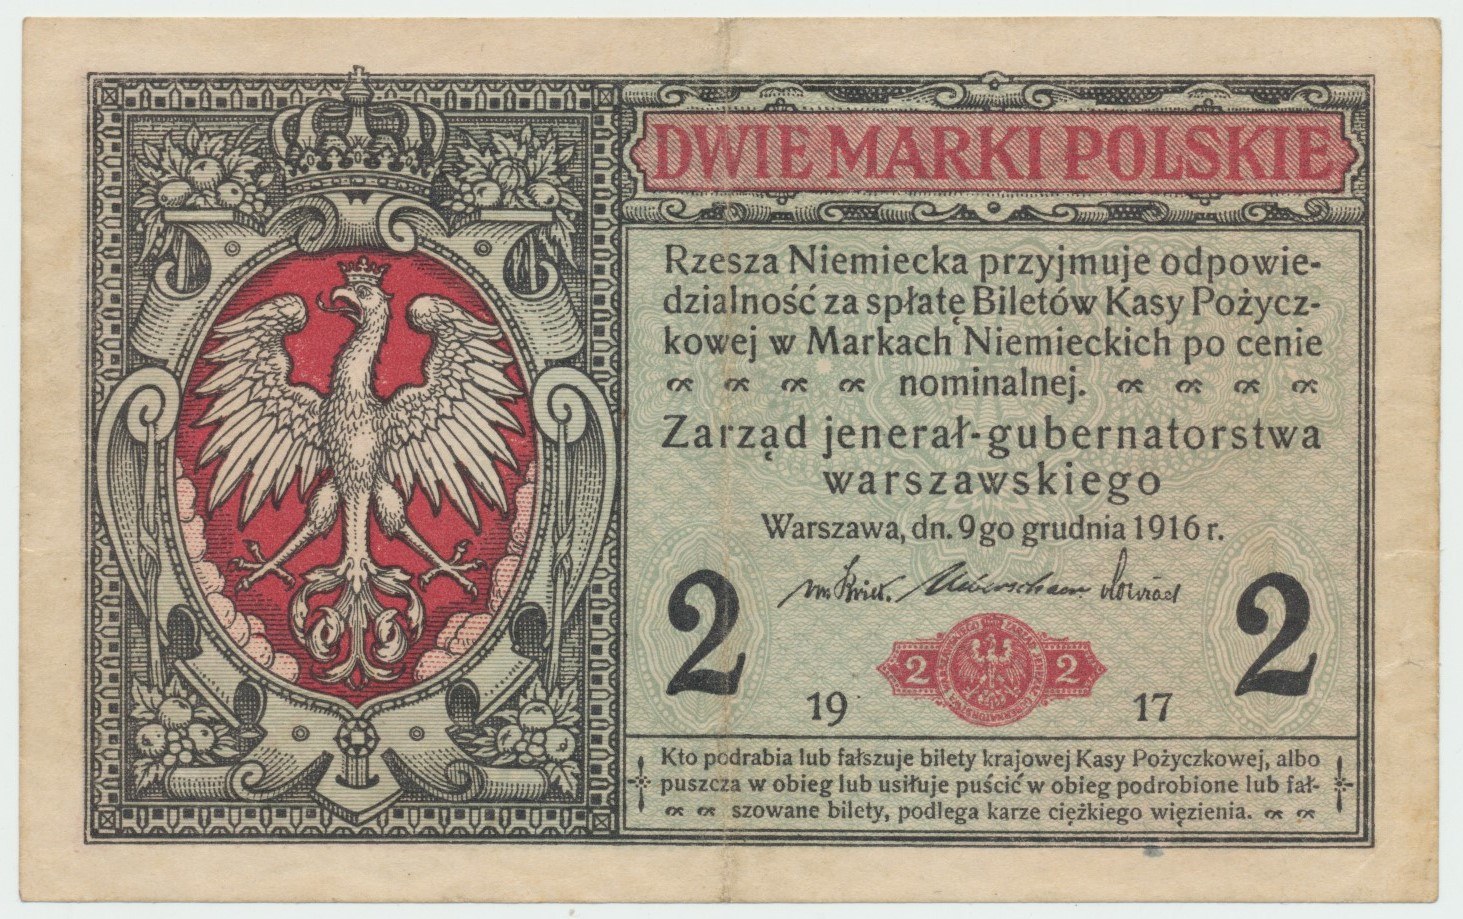 DWIE MARKI POLSKIE
Rzesza Niemiecka przyjmuje odpowie-
dzialność za spłatę Biletów Kasy Pożycz-
kowej w Markach Niemieckich po cenie
nominalnej.
Zarząd jenerał-gubernatorstwa
warszawskiego
Warszawa, dn. 9go grudnia 1916 r.
2 2
2 2
19 17
Kto podrabia lub fałszuje bilety krajowej Kasy Pożyczkowej, albo
puszcza w obieg lub usiłuje puścić w obieg podrobione lub fał-
szowane bilety, podlega karze ciężkiego więzienia.